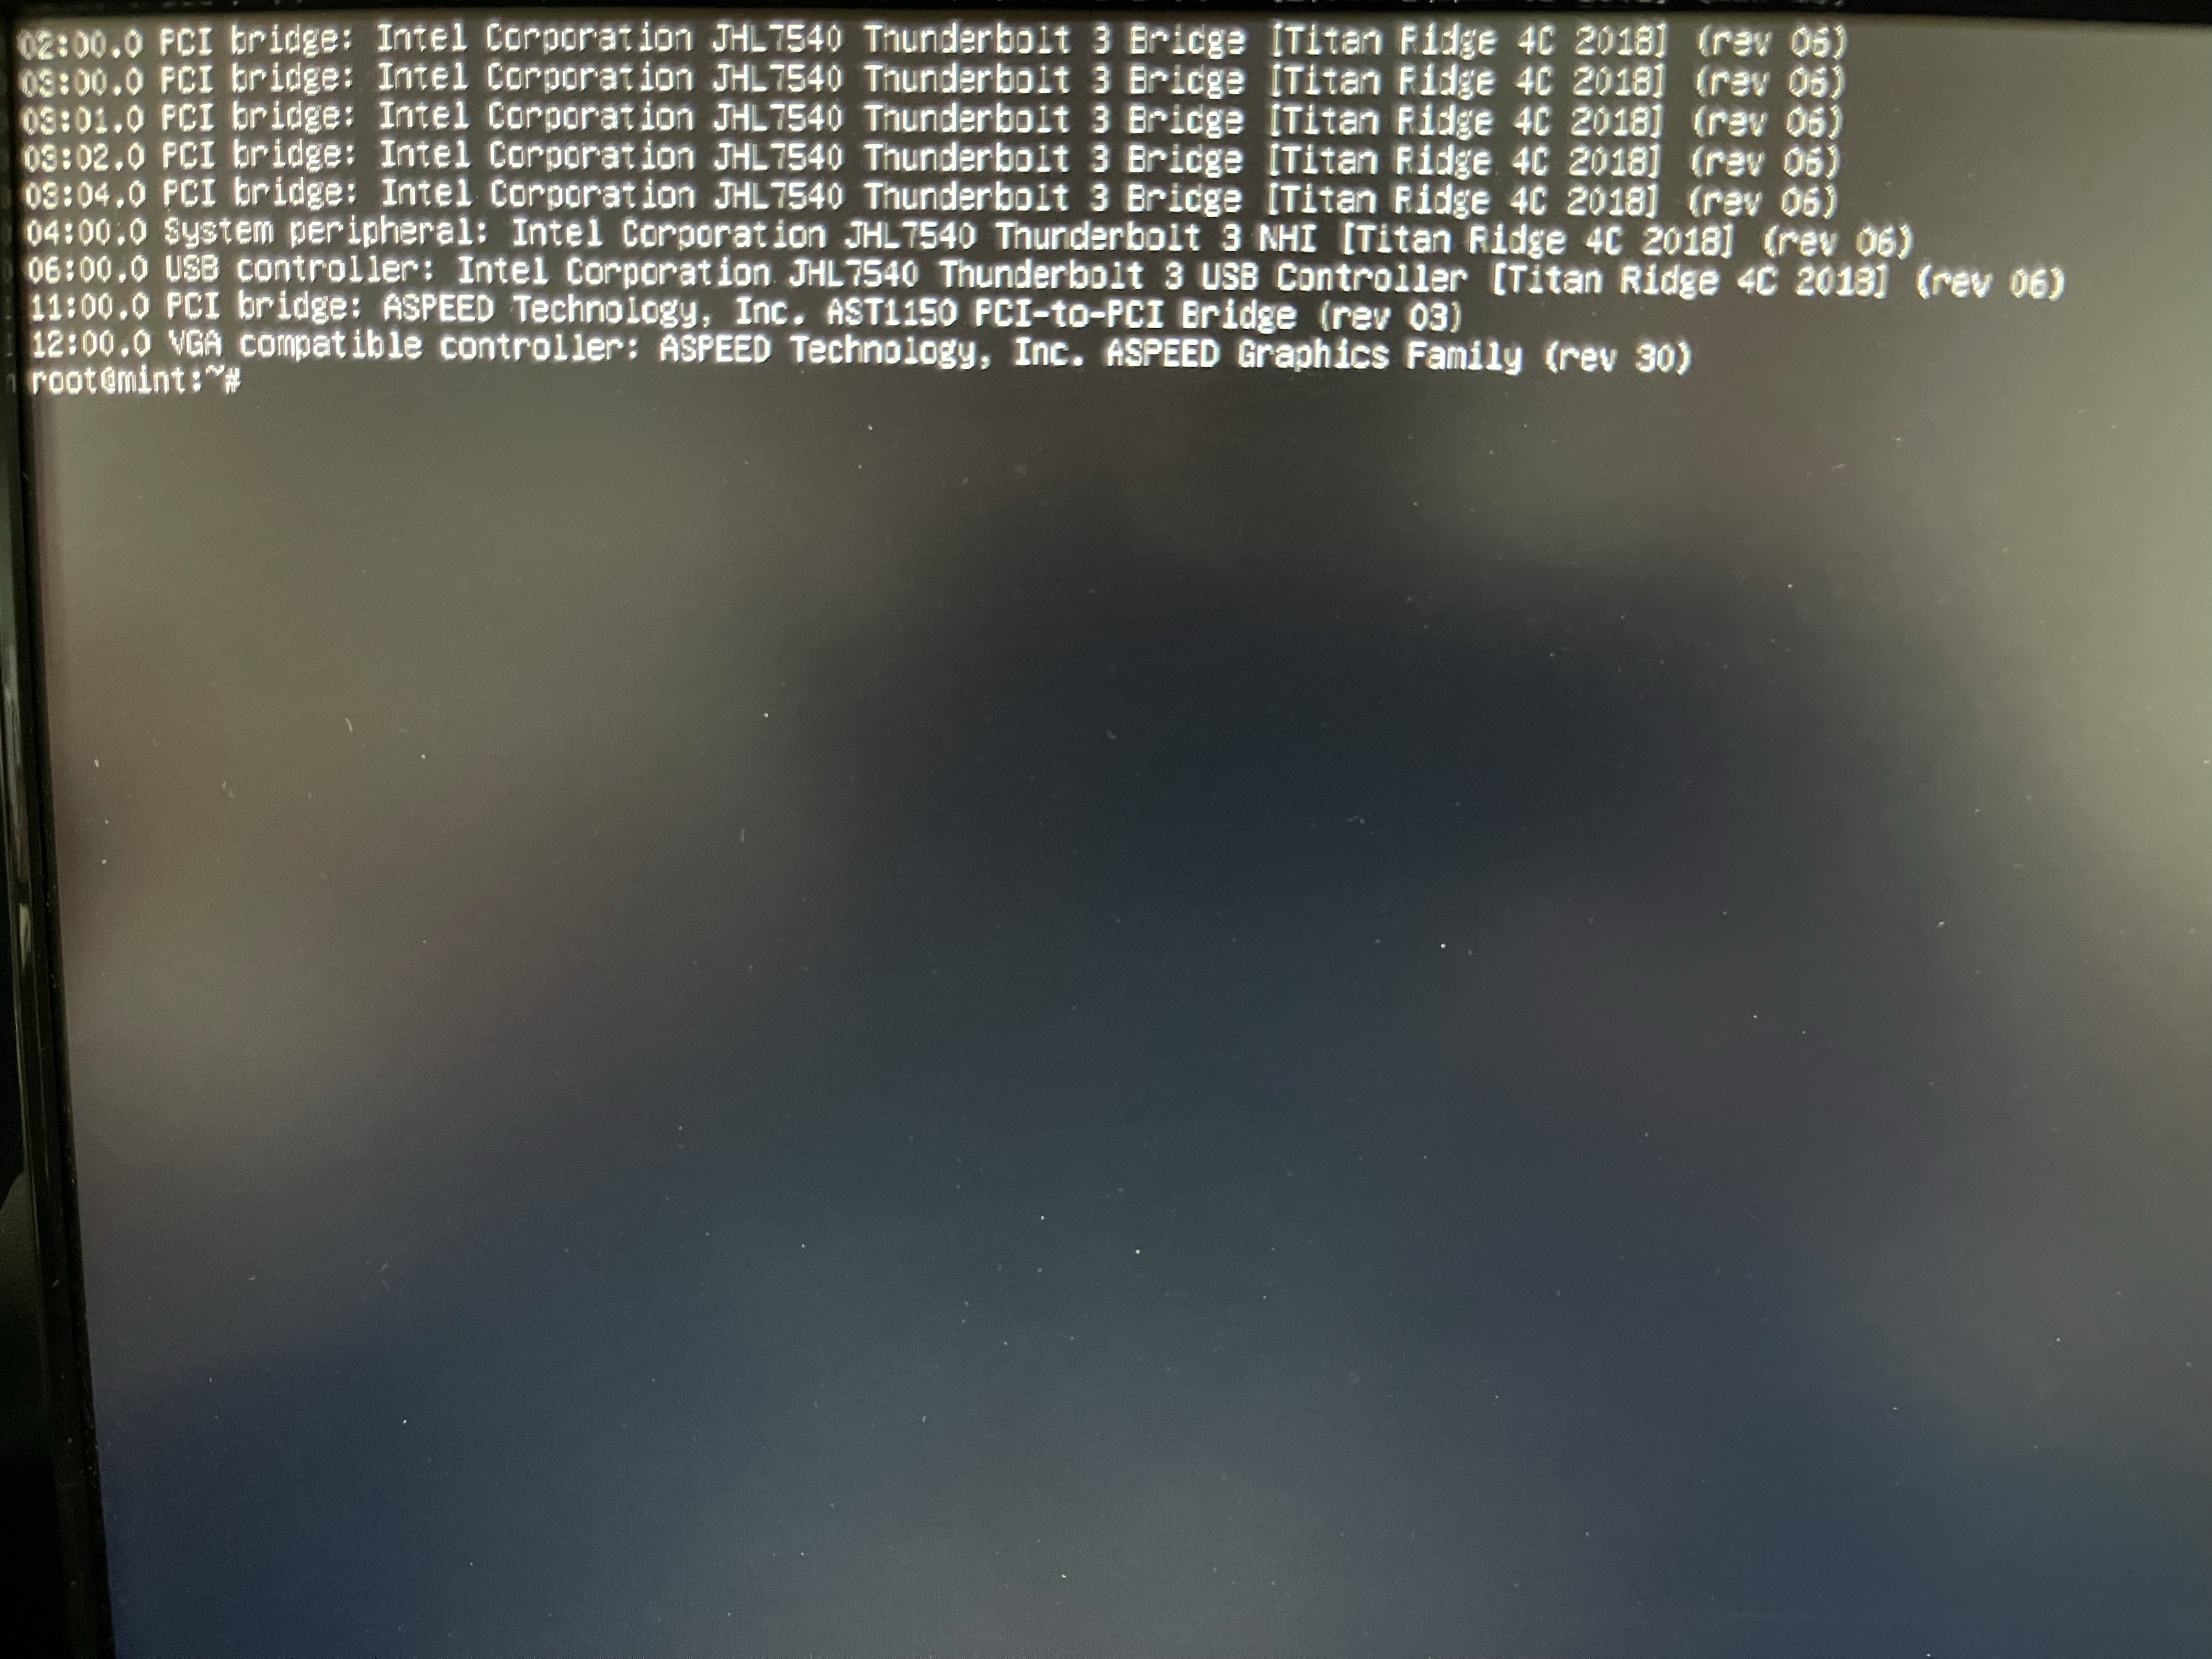 02:00.0 PCI bridge: Intel Corporation JHL7540 Thunderbolt 3 Bridge [Titan Ridge 4C 2018] (rev 06)
03:00.0 PCI bridge: Intel Corporation JHL7540 Thunderbolt 3 Bridge [Titan Ridge 4C 2018] (rev 06)
03:01.0 PCI bridge: Intel Corporation JHL7540 Thunderbolt 3 Bridge [Titan Ridge 4C 2018] (rev 06)
03:02.0 PCI bridge: Intel Corporation JHL7540 Thunderbolt 3 Bridge [Titan Ridge 4C 2018] (rev 06)
03:04.0 PCI bridge: Intel Corporation JHL7540 Thunderbolt 3 Bridge [Titan Ridge 4C 2018] (rev 06)
04:00.0 System peripheral: Intel Corporation JHL7540 Thunderbolt 3 NHI [Titan Ridge 4C 2018] (rev 06)
06:00.0 USB controller: Intel Corporation JHL7540 Thunderbolt 3 USB Controller [Titan Ridge 4C 2018] (rev 06)
11:00.0 PCI bridge: ASPEED Technology, Inc. AST1150 PCI-to-PCI Bridge (rev 03)
12:00.0 VGA compatible controller: ASPEED Technology, Inc. ASPEED Graphics Family (rev 30)
root@mint:~#